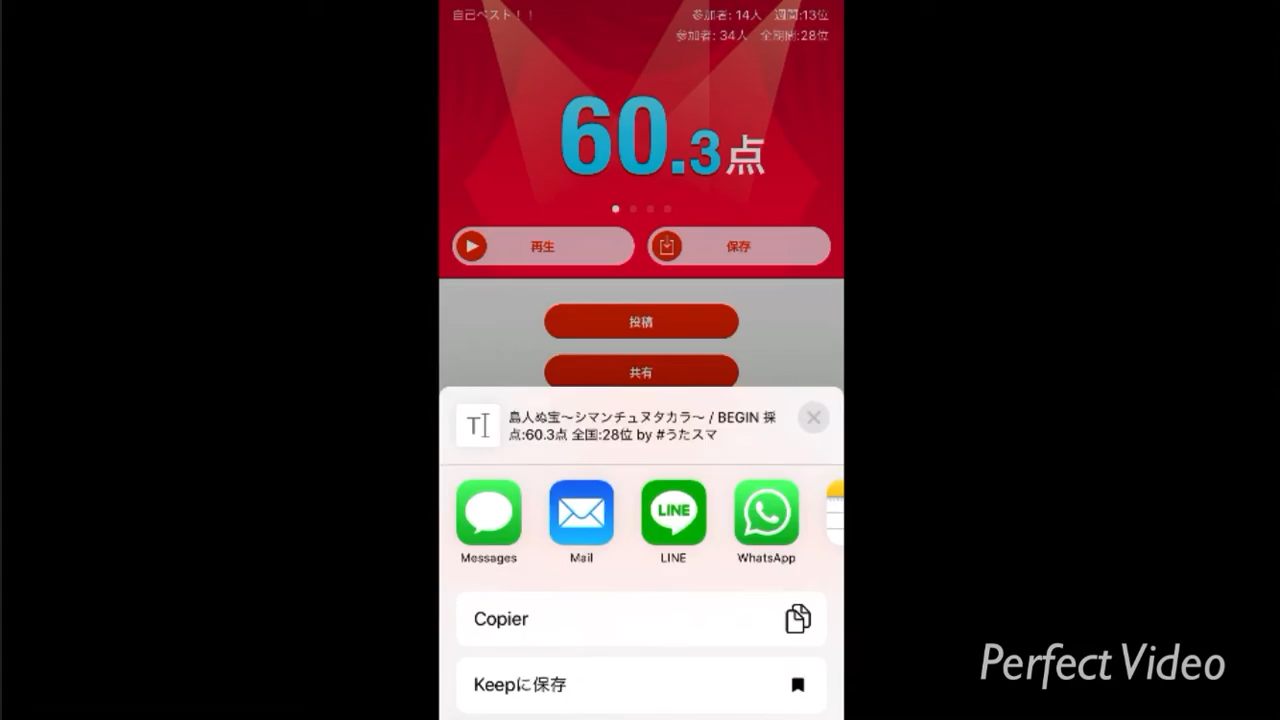 自己ベスト！！
参加者: 14人 週間:13位
参加者: 34人 全期間:28位
60.3点
再生
保存
投稿
共有
島人ぬ宝〜シマンチュヌタカラ〜 / BEGIN 採
点:60.3点 全国:28位 by #うたスマ
LINE
Messages
Mail
LINE
WhatsApp
Copier
Keepに保存
Perfect Video